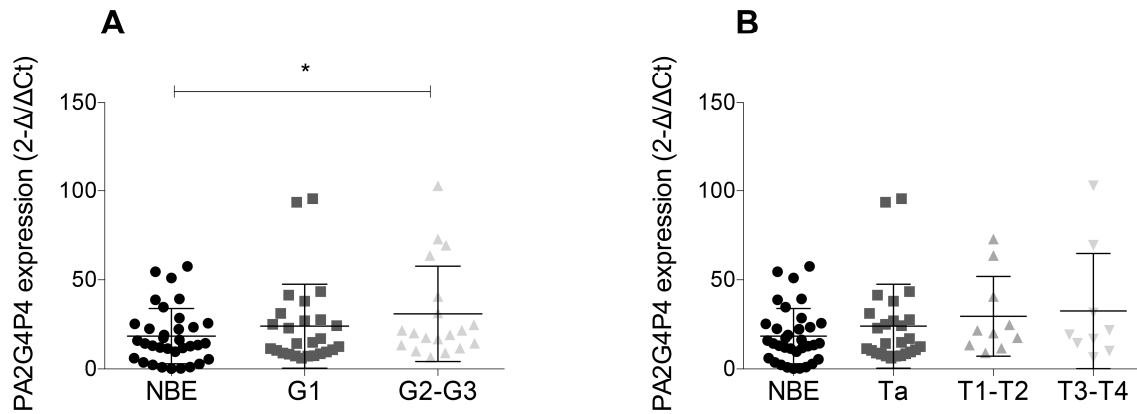 A
PA2G4P4 expression (2-Δ/ΔCt)
*
150
100
50
0
NBE G1 G2-G3
B
PA2G4P4 expression (2-Δ/ΔCt)
150
100
50
0
NBE Ta T1-T2 T3-T4